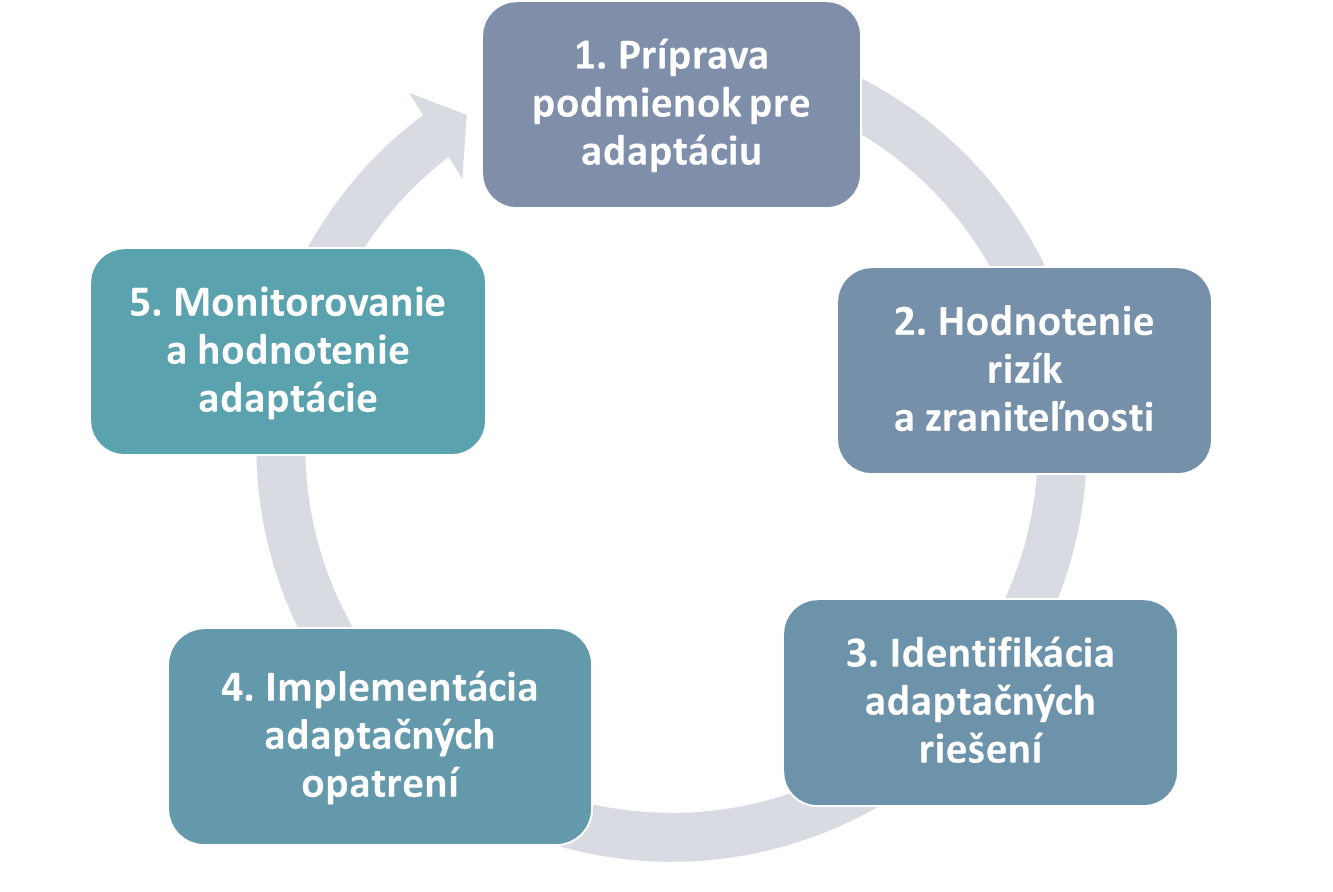 1. Príprava
podmienok pre
adaptáciu
2. Hodnotenie
rizík
a zraniteľnosti
3. Identifikácia
adaptačných
riešení
4. Implementácia
adaptačných
opatrení
5. Monitorovanie
a hodnotenie
adaptácie